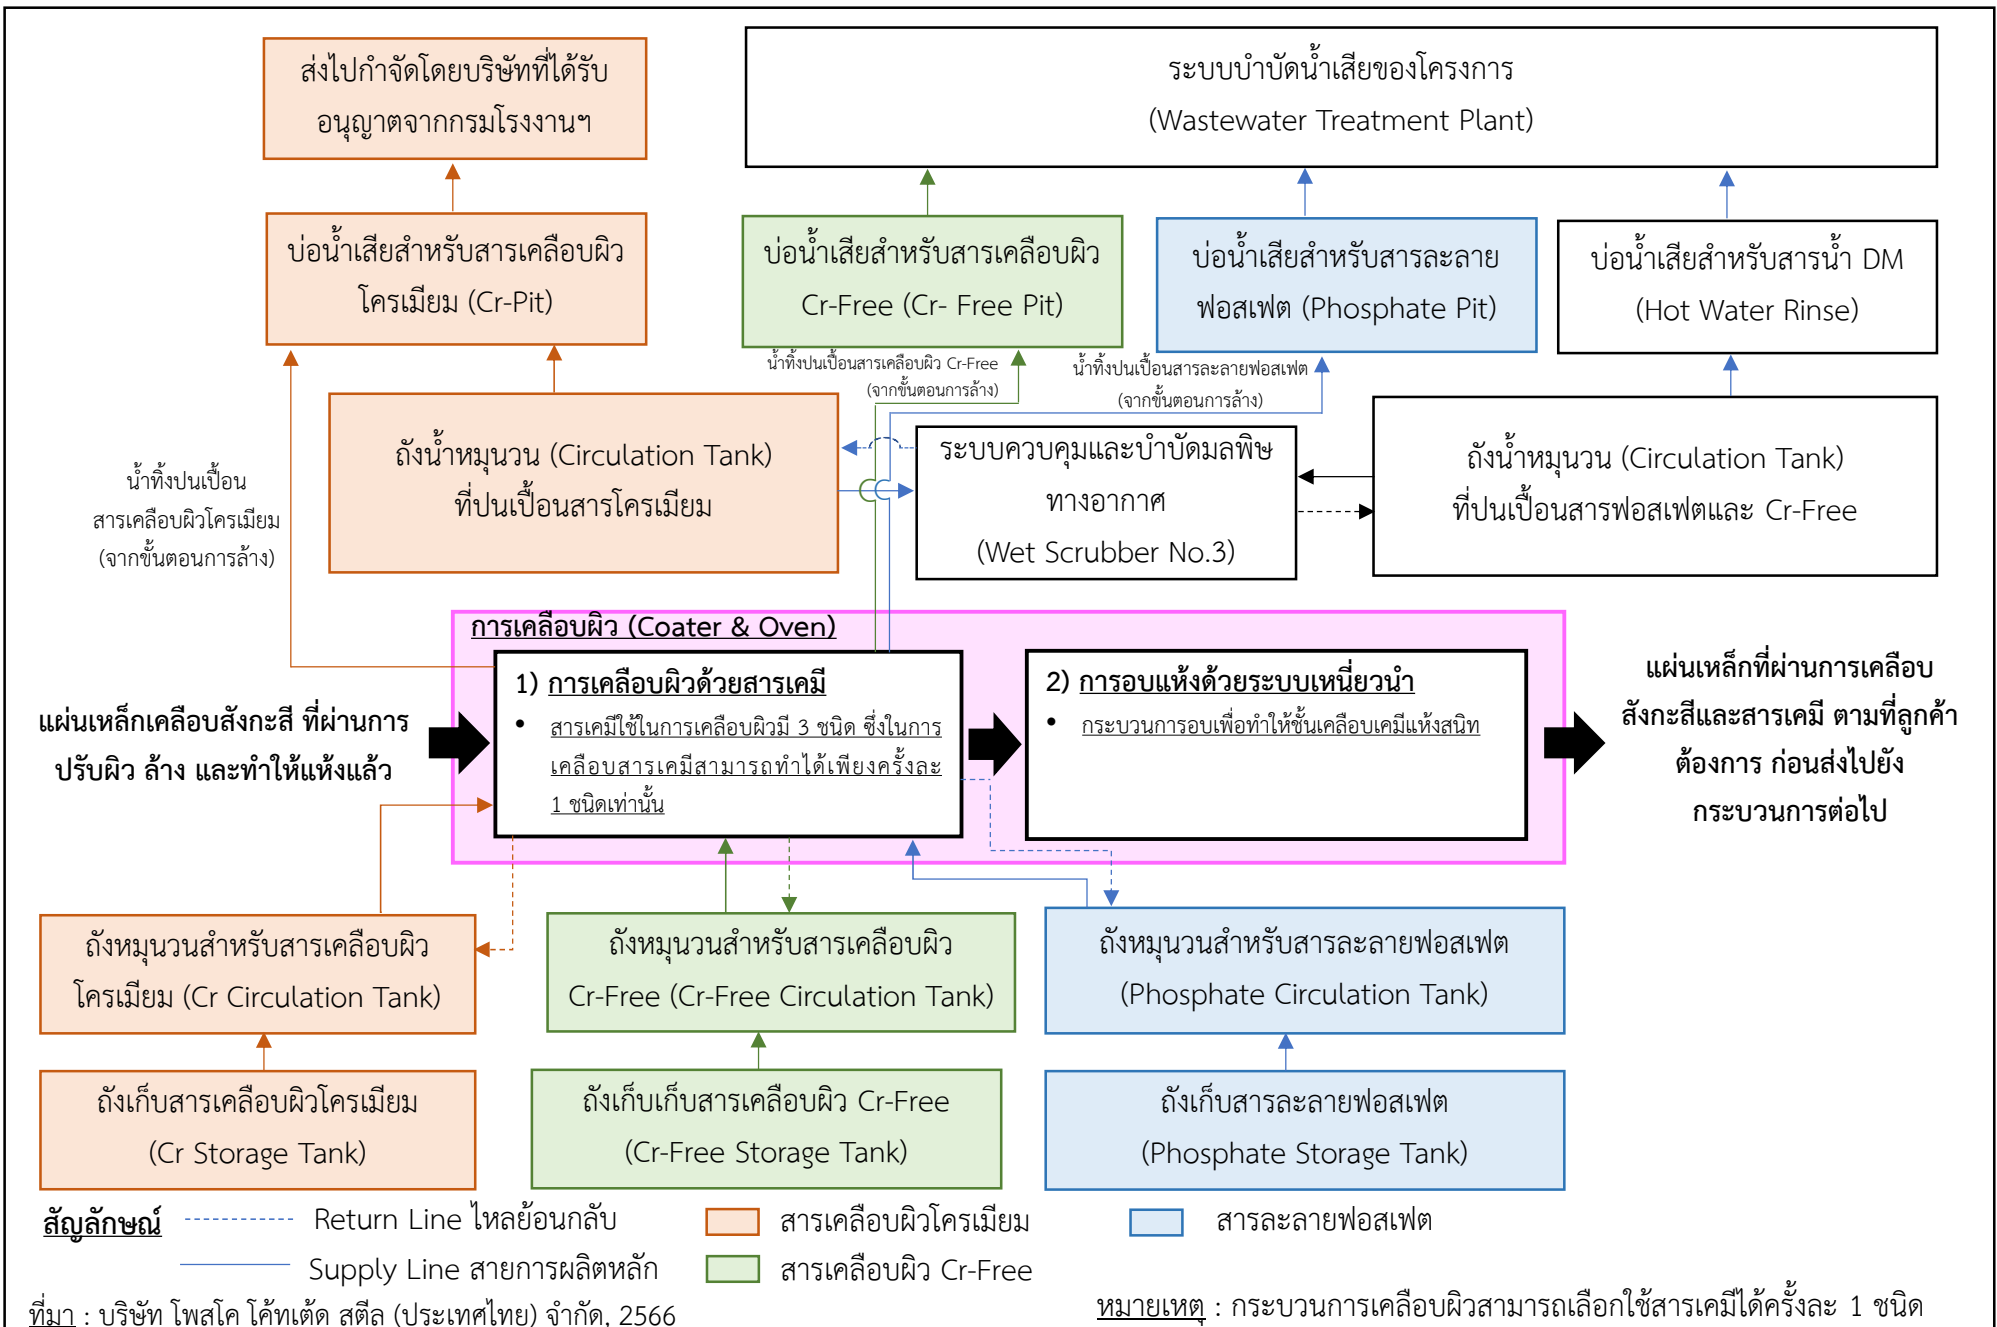 ส่งไปกำจัดโดยบริษัทที่ได้รับ
อนุญาตจากกรมโรงงานฯ
ระบบบำบัดน้ำเสียของโครงการ
(Wastewater Treatment Plant)
บ่อน้ำเสียสำหรับสารเคลือบผิว
โครเมียม (Cr-Pit)
บ่อน้ำเสียสำหรับสารเคลือบผิว
Cr-Free (Cr- Free Pit)
บ่อน้ำเสียสำหรับสารละลาย
ฟอสเฟต (Phosphate Pit)
บ่อน้ำเสียสำหรับสารน้ำ DM
(Hot Water Rinse)
น้ำทิ้งปนเปื้อนสารเคลือบผิว Cr-Free
(จากขั้นตอนการล้าง)
น้ำทิ้งปนเปื้อนสารละลายฟอสเฟต
(จากขั้นตอนการล้าง)
น้ำทิ้งปนเปื้อน
สารเคลือบผิวโครเมียม
(จากขั้นตอนการล้าง)
ถังน้ำหมุนวน (Circulation Tank)
ที่ปนเปื้อนสารโครเมียม
ระบบควบคุมและบำบัดมลพิษ
ทางอากาศ
(Wet Scrubber No.3)
ถังน้ำหมุนวน (Circulation Tank)
ที่ปนเปื้อนสารฟอสเฟตและ Cr-Free
การเคลือบผิว (Coater & Oven)
แผ่นเหล็กเคลือบสังกะสี ที่ผ่านการ
ปรับผิว ล้าง และทำให้แห้งแล้ว
1) การเคลือบผิวด้วยสารเคมี
• สารเคมีใช้ในการเคลือบผิวมี 3 ชนิด ซึ่งในการ
เคลือบสารเคมีสามารถทำได้เพียงครั้งละ
1 ชนิดเท่านั้น
2) การอบแห้งด้วยระบบเหนี่ยวนำ
• กระบวนการอบเพื่อทำให้ชั้นเคลือบเคมีแห้งสนิท
แผ่นเหล็กที่ผ่านการเคลือบ
สังกะสีและสารเคมี ตามที่ลูกค้า
ต้องการ ก่อนส่งไปยัง
กระบวนการต่อไป
ถังหมุนวนสำหรับสารเคลือบผิว
โครเมียม (Cr Circulation Tank)
ถังหมุนวนสำหรับสารเคลือบผิว
Cr-Free (Cr-Free Circulation Tank)
ถังหมุนวนสำหรับสารละลายฟอสเฟต
(Phosphate Circulation Tank)
ถังเก็บสารเคลือบผิวโครเมียม
(Cr Storage Tank)
ถังเก็บเก็บสารเคลือบผิว Cr-Free
(Cr-Free Storage Tank)
ถังเก็บสารละลายฟอสเฟต
(Phosphate Storage Tank)
สัญลักษณ์
Return Line ไหลย้อนกลับ
สารเคลือบผิวโครเมียม
สารละลายฟอสเฟต
Supply Line สายการผลิตหลัก
สารเคลือบผิว Cr-Free
ที่มา : บริษัท โพสโค โค้ทเต้ด สตีล (ประเทศไทย) จำกัด, 2566
หมายเหตุ : กระบวนการเคลือบผิวสามารถเลือกใช้สารเคมีได้ครั้งละ 1 ชนิด